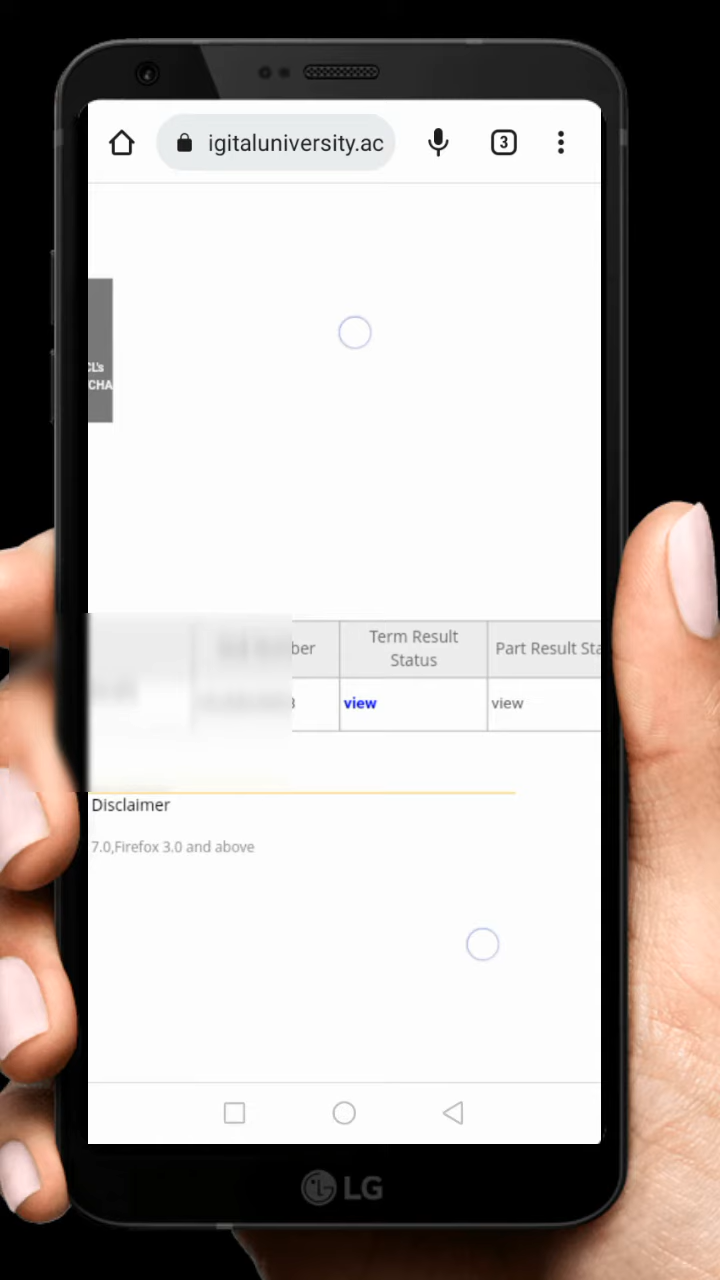 igitaluniversity.ac
3
CL's
CHA
ber
Term Result
Status
Part Result Sta
view
view
Disclaimer
7.0,Firefox 3.0 and above
LG